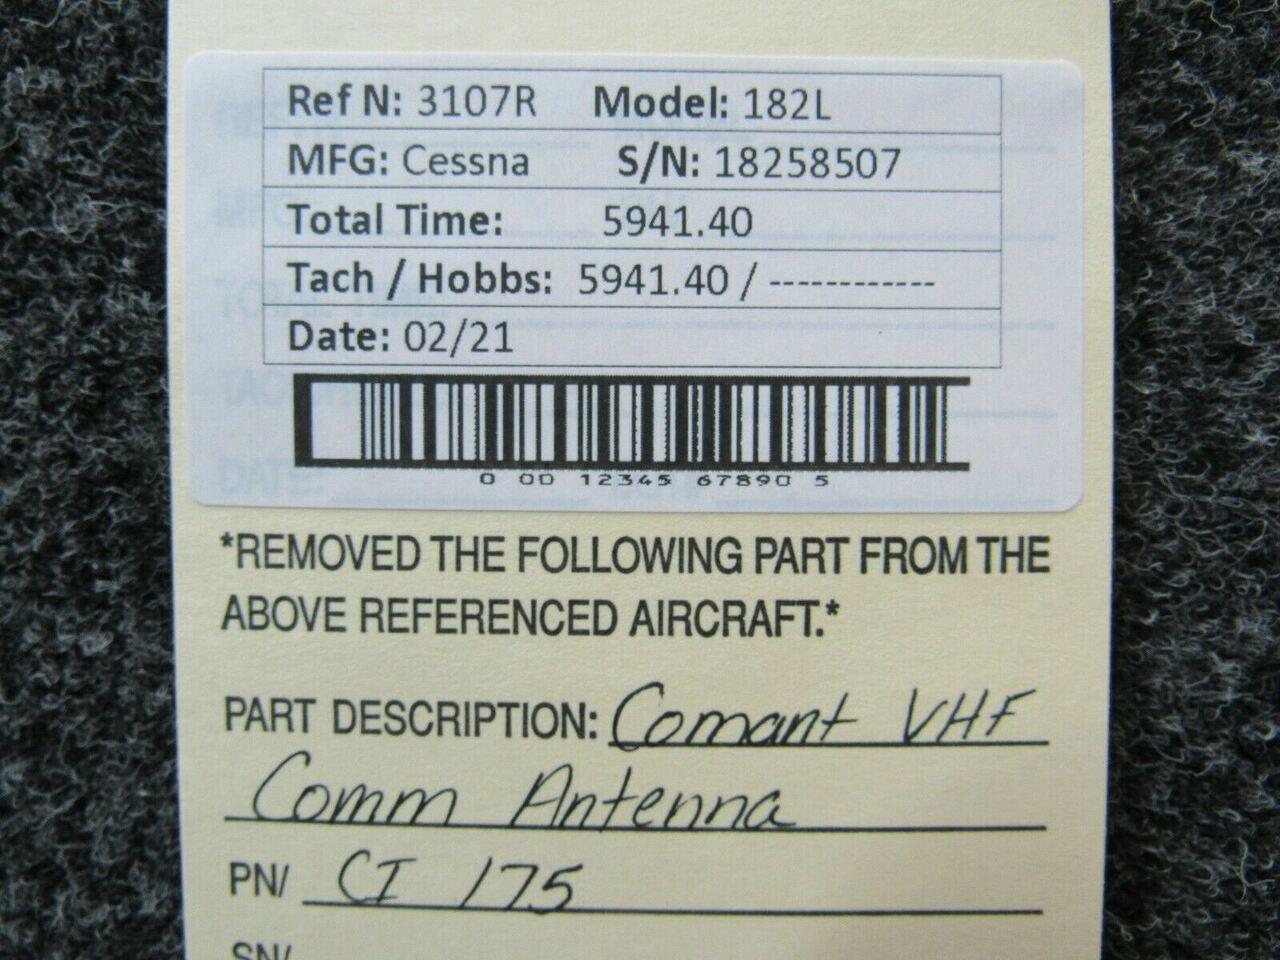 Ref N: 3107R Model: 182L
MFG: Cessna S/N: 18258507
Total Time: 5941.40
Tach / Hobbs: 5941.40 / ------------
Date: 02/21
0 00 12345 67890 5
*REMOVED THE FOLLOWING PART FROM THE
ABOVE REFERENCED AIRCRAFT.*
PART DESCRIPTION: Comant VHF
Comm Antenna
PN/ CI 175
SN/